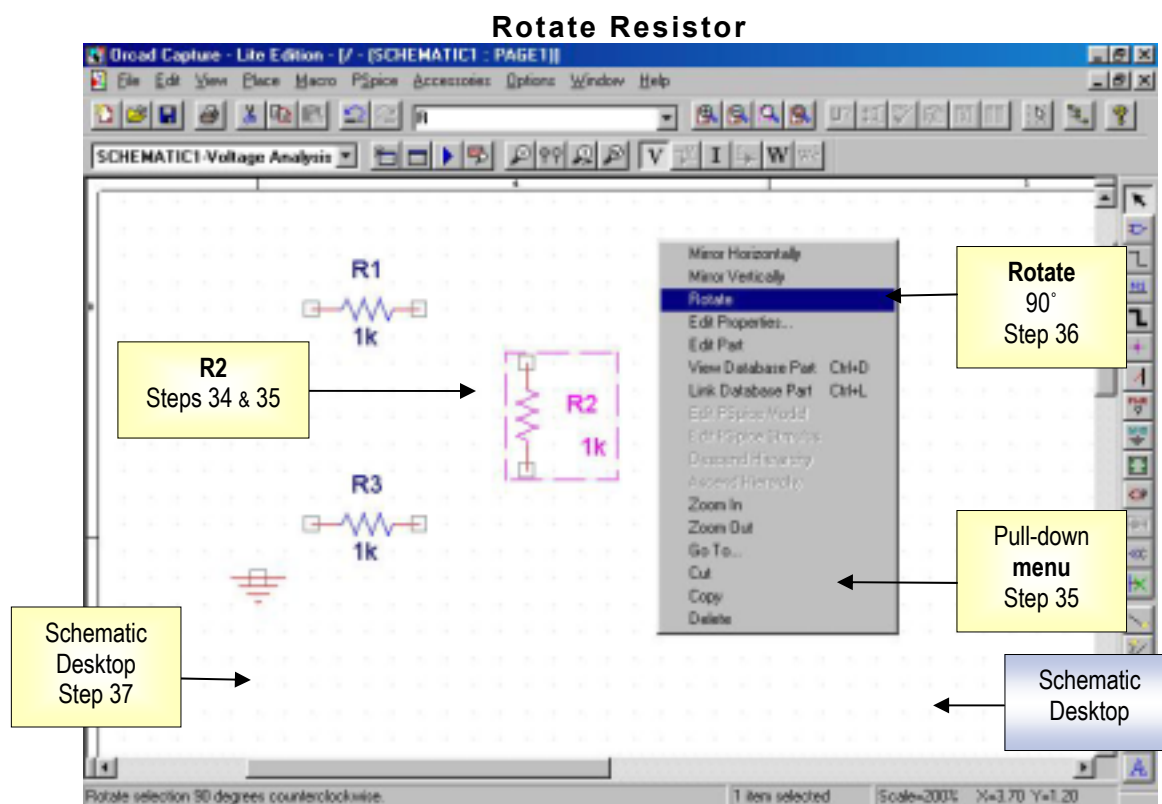 Rotate Resistor
Orcad Capture - Lite Edition - [/ - (SCHEMATIC1 : PAGE1)]
File Edit View Place Macro PSpice Accessories Options Window Help
R
SCHEMATIC1-Voltage Analysis
V I W
R1
1k
R2
Steps 34 & 35
R2
1k
R3
1k
Mirror Horizontally
Mirror Vertically
Rotate
Edit Properties...
Edit Part
View Database Part Ctrl+D
Link Database Part Ctrl+L
Edit PSpice Model
Edit PSpice Stimulus
Descend Hierarchy
Ascend Hierarchy
Zoom In
Zoom Out
Go To...
Cut
Copy
Delete
Rotate
90°
Step 36
Pull-down
menu
Step 35
Schematic
Desktop
Step 37
Schematic
Desktop
Rotate selection 90 degrees counterclockwise.
1 item selected
Scale=200% X=3.70 Y=1.20